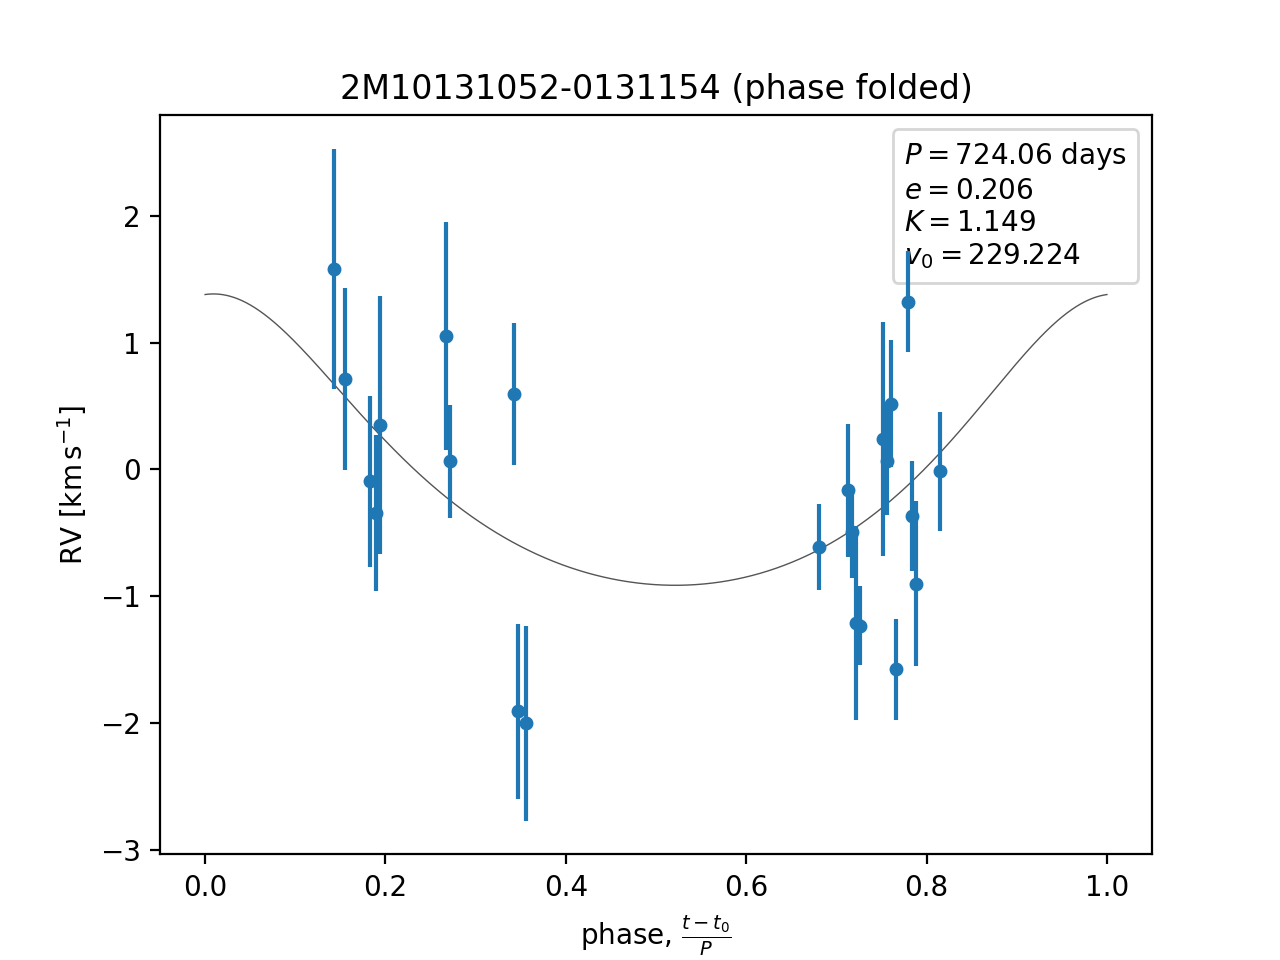 2M10131052-0131154 (phase folded)
P = 724.06 days
e = 0.206
K = 1.149
v₀ = 229.224
RV [km s⁻¹]
2
1
0
−1
−2
−3
0.0 0.2 0.4 0.6 0.8 1.0
phase, (t − t₀)/P